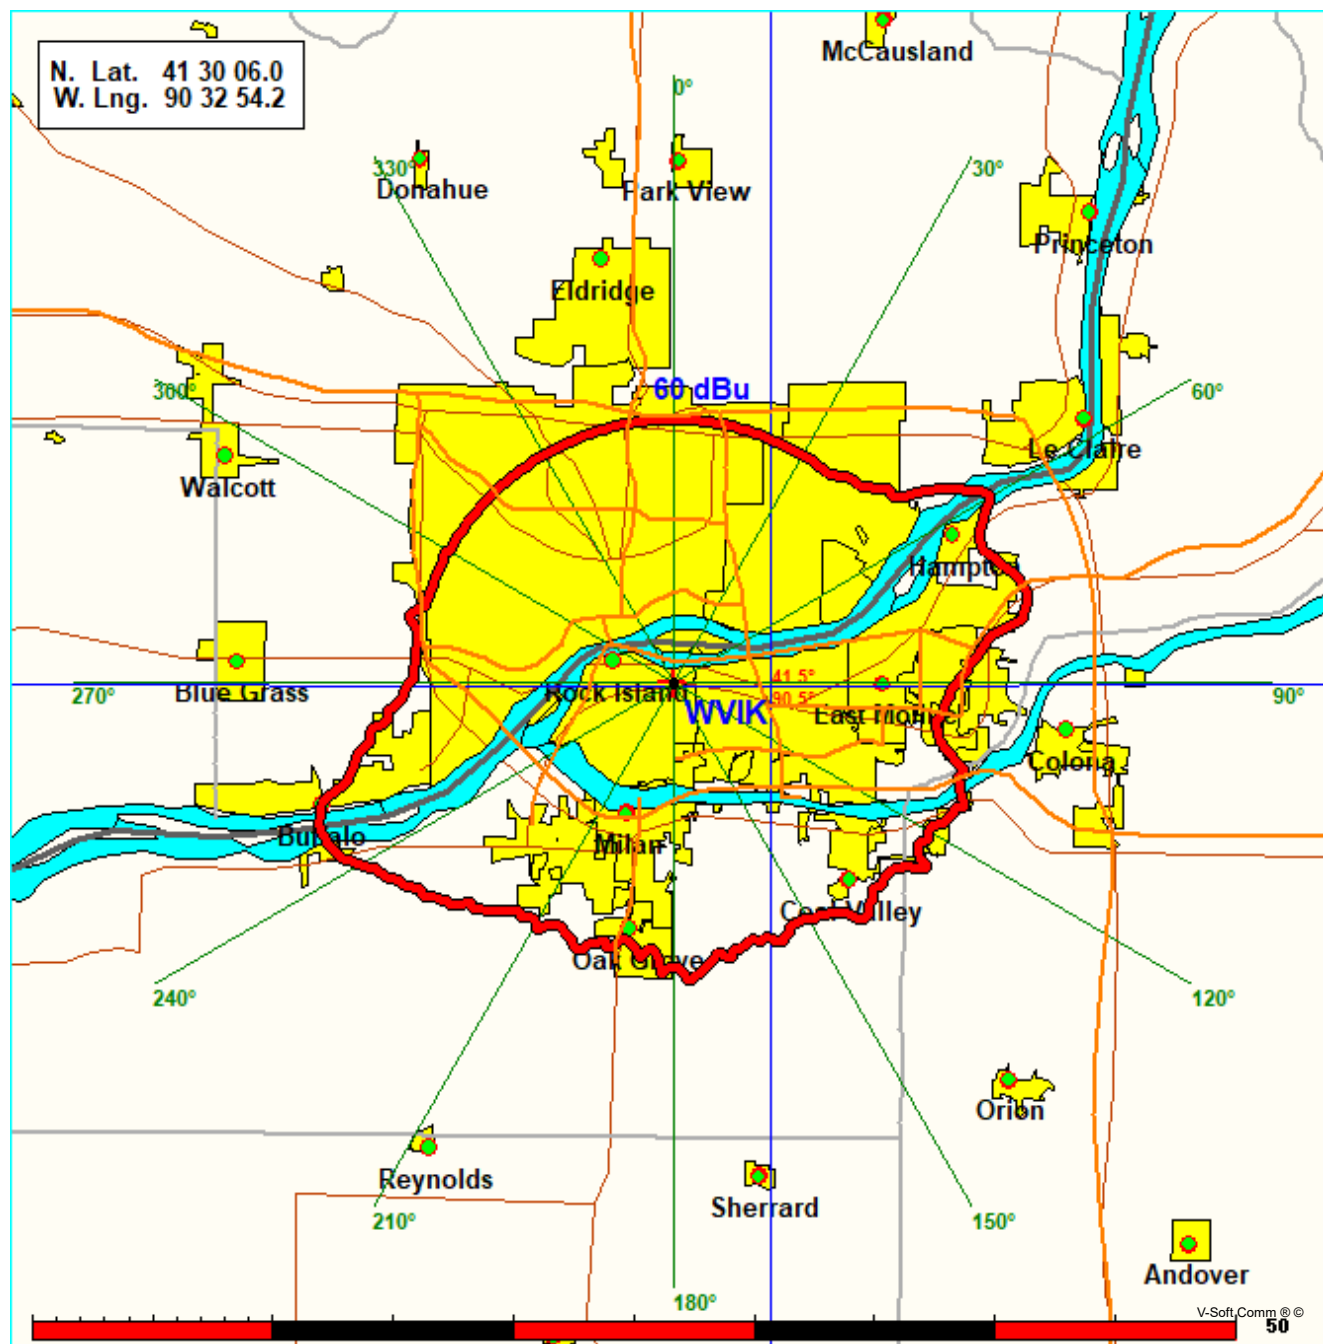 McCausland
N. Lat. 41 30 06.0
W. Lng. 90 32 54.2
0°
330°
30°
Donahue
Park View
Princeton
Eldridge
300°
60 dBu
60°
Le Claire
Walcott
Hampton
41.5°
270°
Blue Grass
Rock Island
90.5°
90°
WVIK
East Moline
Colona
Buffalo
Milan
Coal Valley
Oak Grove
240°
120°
Orion
Reynolds
Sherrard
210°
150°
Andover
180°
V-Soft Comm ® ©
50